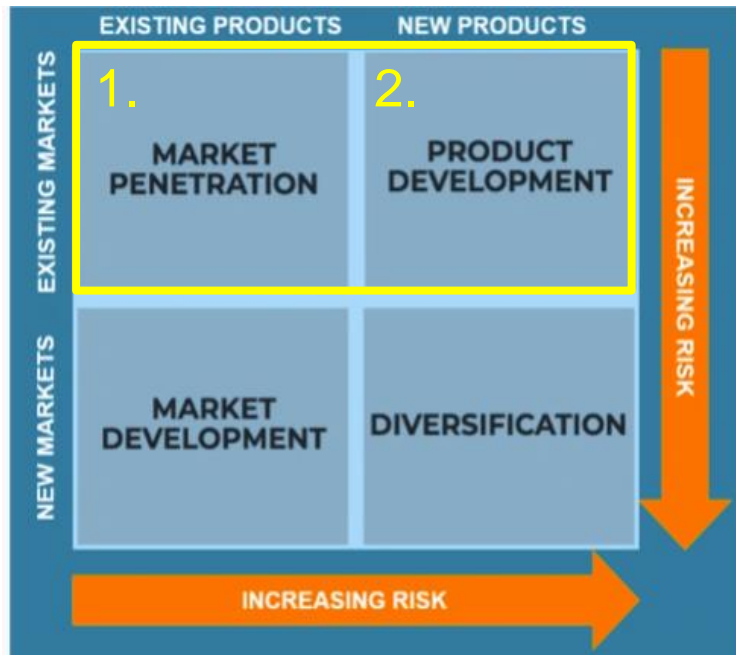 EXISTING PRODUCTS
NEW PRODUCTS
EXISTING MARKETS
1.
MARKET
PENETRATION
2.
PRODUCT
DEVELOPMENT
NEW MARKETS
MARKET
DEVELOPMENT
DIVERSIFICATION
INCREASING RISK
INCREASING RISK